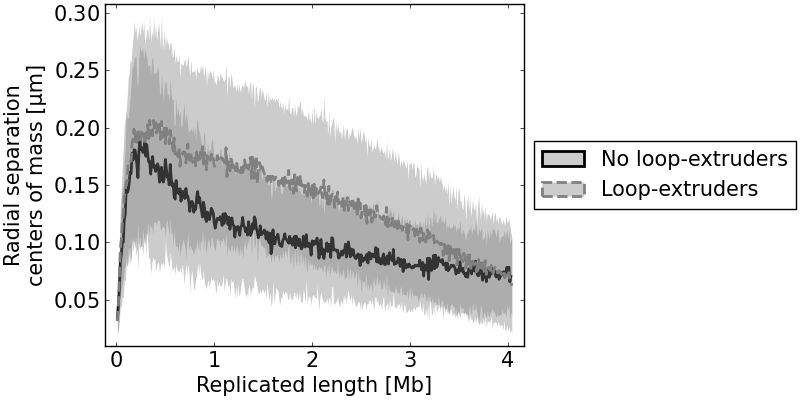 Radial separation
centers of mass [μm]
0.30
0.25
0.20
0.15
0.10
0.05
0
1
2
3
4
Replicated length [Mb]
No loop-extruders
Loop-extruders